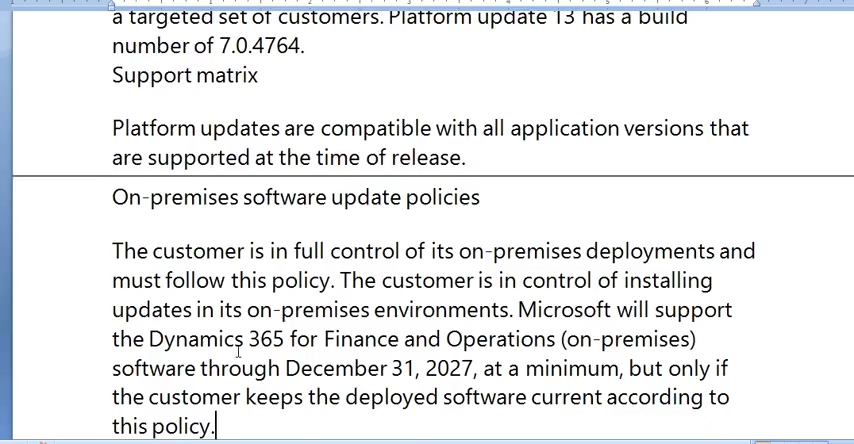 a targeted set of customers. Platform update 13 has a build
number of 7.0.4764.
Support matrix
Platform updates are compatible with all application versions that
are supported at the time of release.
On-premises software update policies
The customer is in full control of its on-premises deployments and
must follow this policy. The customer is in control of installing
updates in its on-premises environments. Microsoft will support
the Dynamics 365 for Finance and Operations (on-premises)
software through December 31, 2027, at a minimum, but only if
the customer keeps the deployed software current according to
this policy.